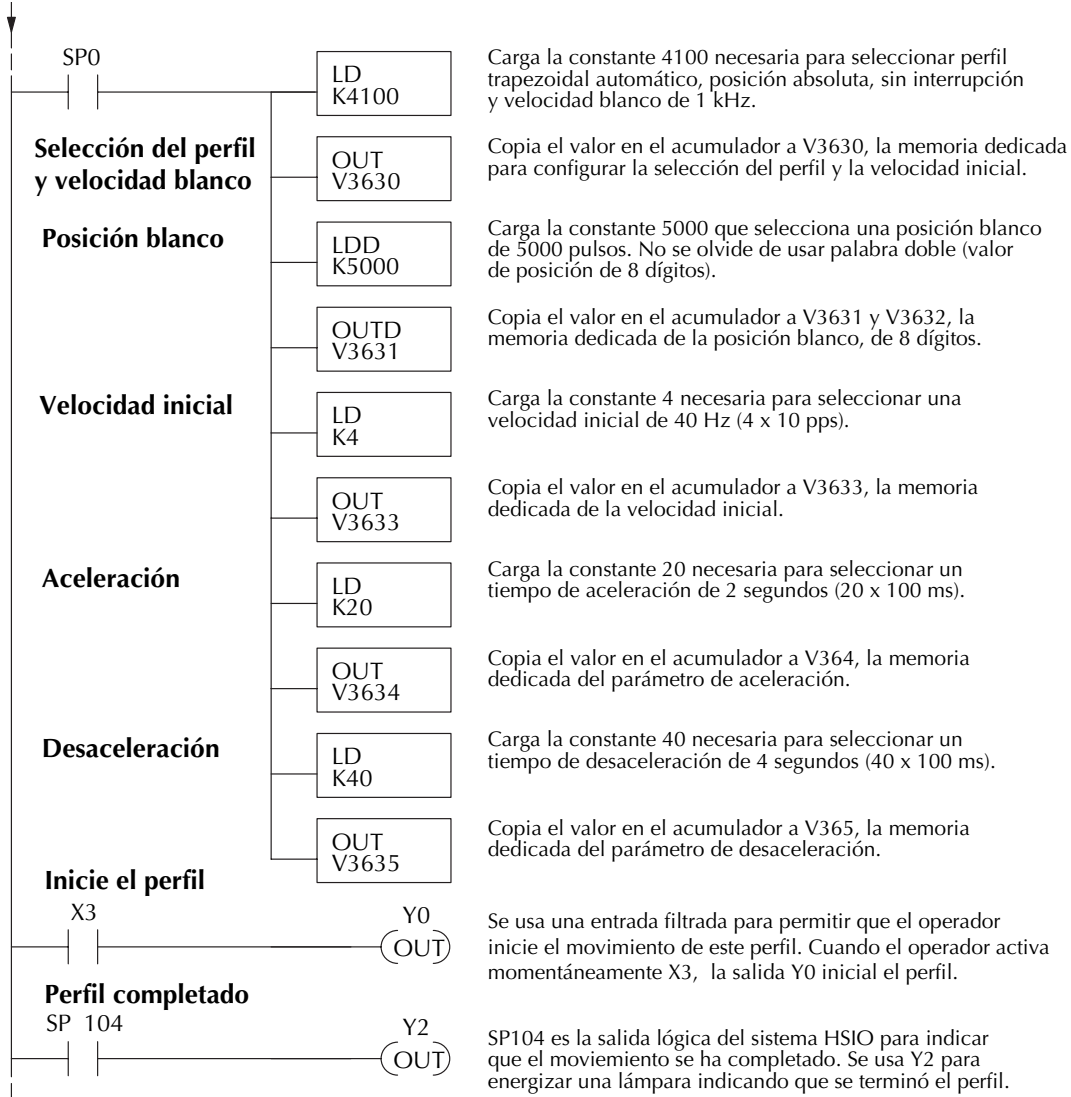 SP0
LD
K4100
Carga la constante 4100 necesaria para seleccionar perfil
trapezoidal automático, posición absoluta, sin interrupción
y velocidad blanco de 1 kHz.
Selección del perfil
y velocidad blanco
OUT
V3630
Copia el valor en el acumulador a V3630, la memoria dedicada
para configurar la selección del perfil y la velocidad inicial.
Posición blanco
LDD
K5000
Carga la constante 5000 que selecciona una posición blanco
de 5000 pulsos. No se olvide de usar palabra doble (valor
de posición de 8 dígitos).
OUTD
V3631
Copia el valor en el acumulador a V3631 y V3632, la
memoria dedicada de la posición blanco, de 8 dígitos.
Velocidad inicial
LD
K4
Carga la constante 4 necesaria para seleccionar una
velocidad inicial de 40 Hz (4 x 10 pps).
OUT
V3633
Copia el valor en el acumulador a V3633, la memoria
dedicada de la velocidad inicial.
Aceleración
LD
K20
Carga la constante 20 necesaria para seleccionar un
tiempo de aceleración de 2 segundos (20 x 100 ms).
OUT
V3634
Copia el valor en el acumulador a V364, la memoria
dedicada del parámetro de aceleración.
Desaceleración
LD
K40
Carga la constante 40 necesaria para seleccionar un
tiempo de desaceleración de 4 segundos (40 x 100 ms).
OUT
V3635
Copia el valor en el acumulador a V365, la memoria
dedicada del parámetro de desaceleración.
Inicie el perfil
X3
Y0
OUT
Se usa una entrada filtrada para permitir que el operador
inicie el movimiento de este perfil. Cuando el operador activa
momentáneamente X3, la salida Y0 inicial el perfil.
Perfil completado
SP 104
Y2
OUT
SP104 es la salida lógica del sistema HSIO para indicar
que el moviemiento se ha completado. Se usa Y2 para
energizar una lámpara indicando que se terminó el perfil.